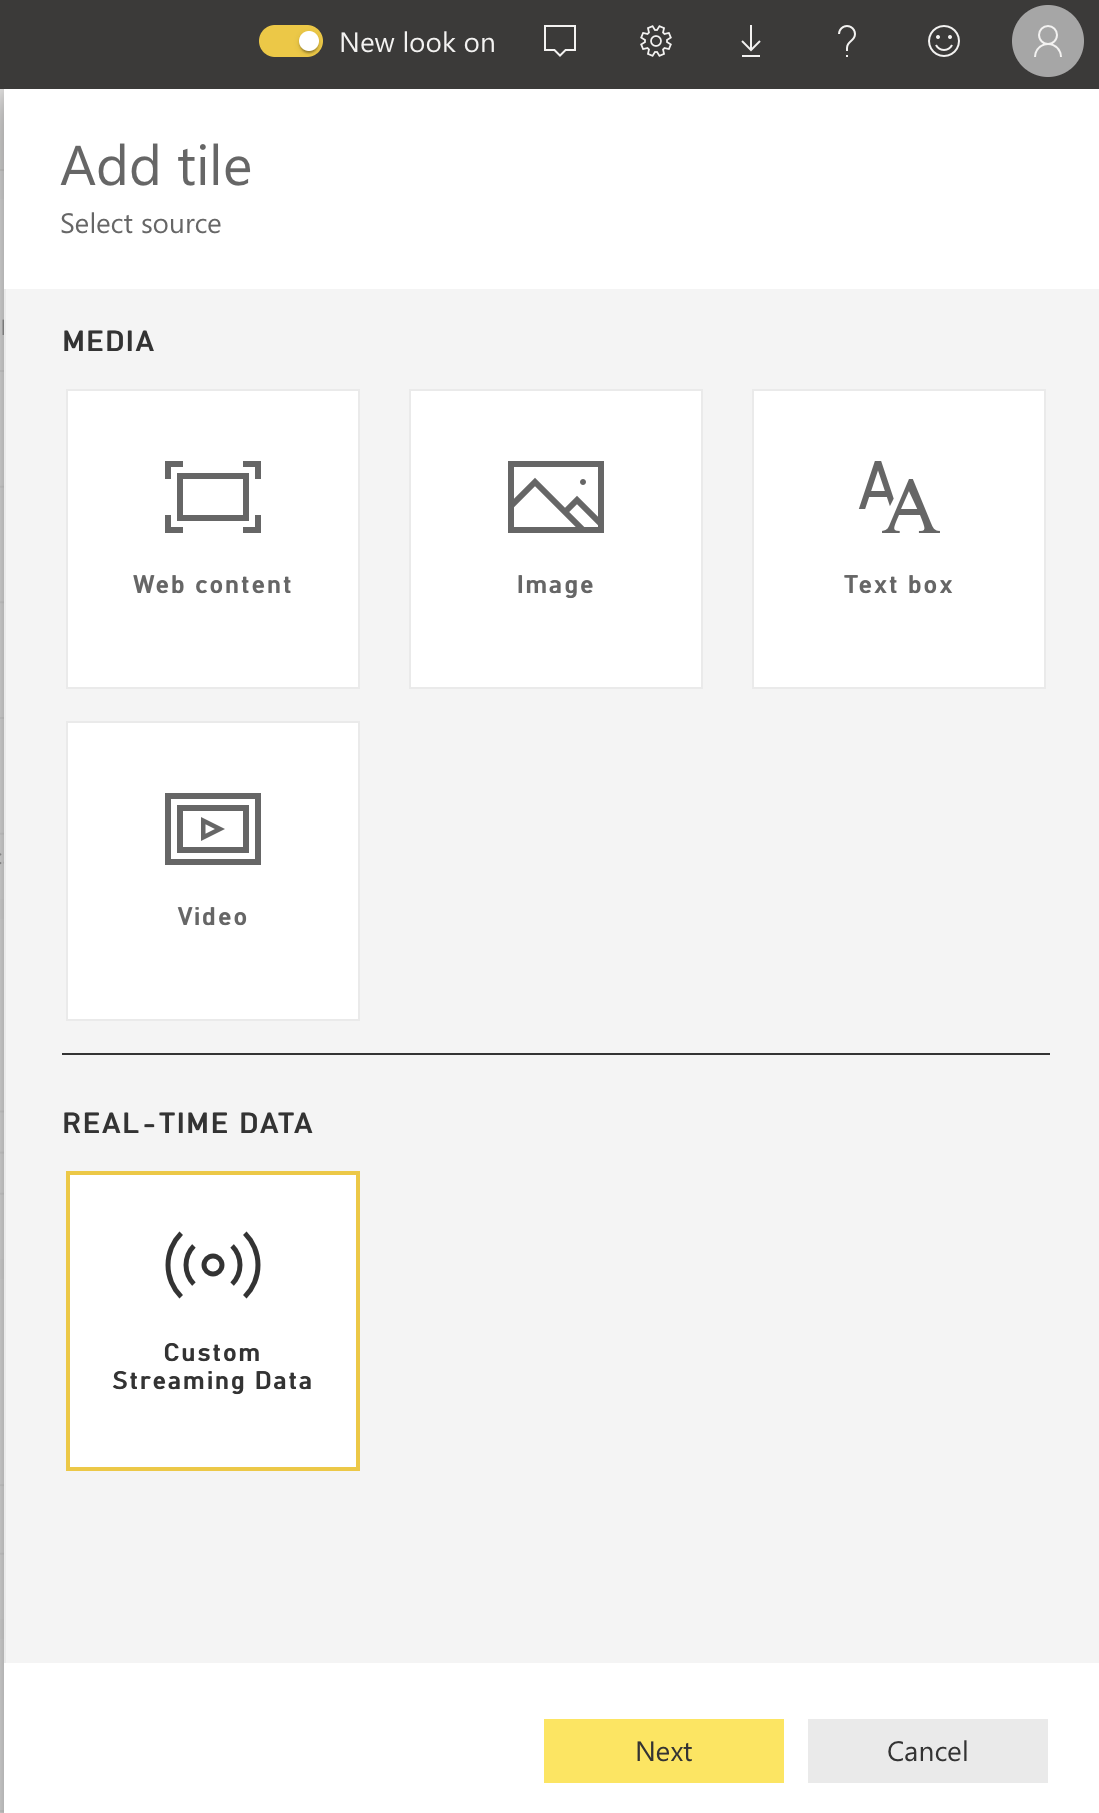 New look on
Add tile
Select source
MEDIA
Web content
Image
Text box
Video
REAL-TIME DATA
Custom
Streaming Data
Next
Cancel